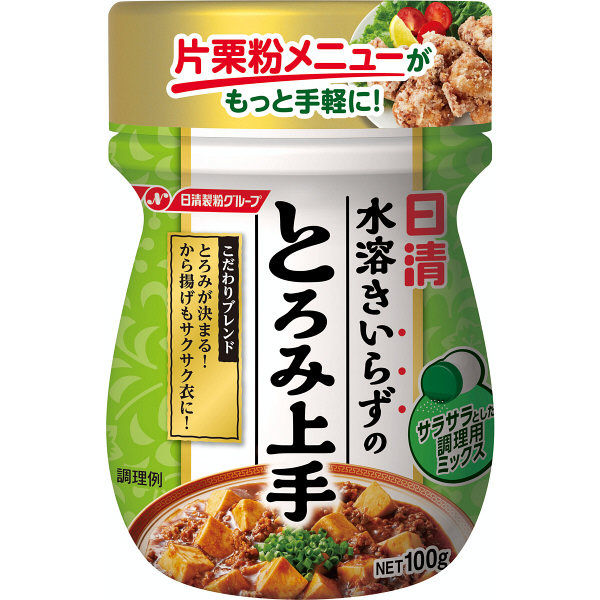 片栗粉メニューが
もっと手軽に!
N
日清製粉グループ
日清
水溶きいらずの
とろみ上手
こだわりブレンド
とろみが決まる!
から揚げもサクサク衣に!
サラサラとした
調理用
ミックス
調理例
NET100g